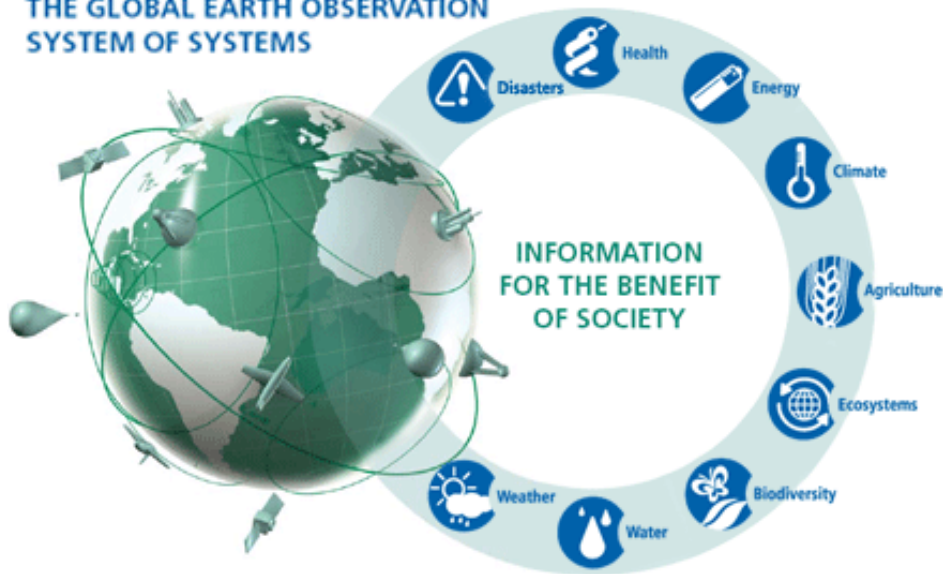 THE GLOBAL EARTH OBSERVATION
SYSTEM OF SYSTEMS
Disasters
Health
Energy
Climate
Agriculture
Ecosystems
Biodiversity
Water
Weather
INFORMATION
FOR THE BENEFIT
OF SOCIETY